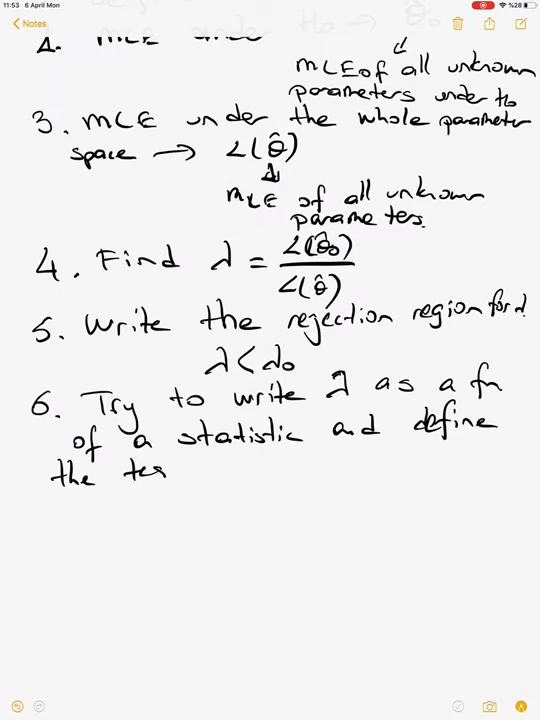 11:53 6 April Mon
%28
Notes
MLE of all unknown
parameters under H0
3. MLE under the whole parameter
space → L(θ̂)
MLE of all unknown
parameters.
4. Find λ = L(θ̂0) / L(θ̂)
5. Write the rejection region for λ
λ < λ0
6. Try to write λ as a fn
of a statistic and define
the tes